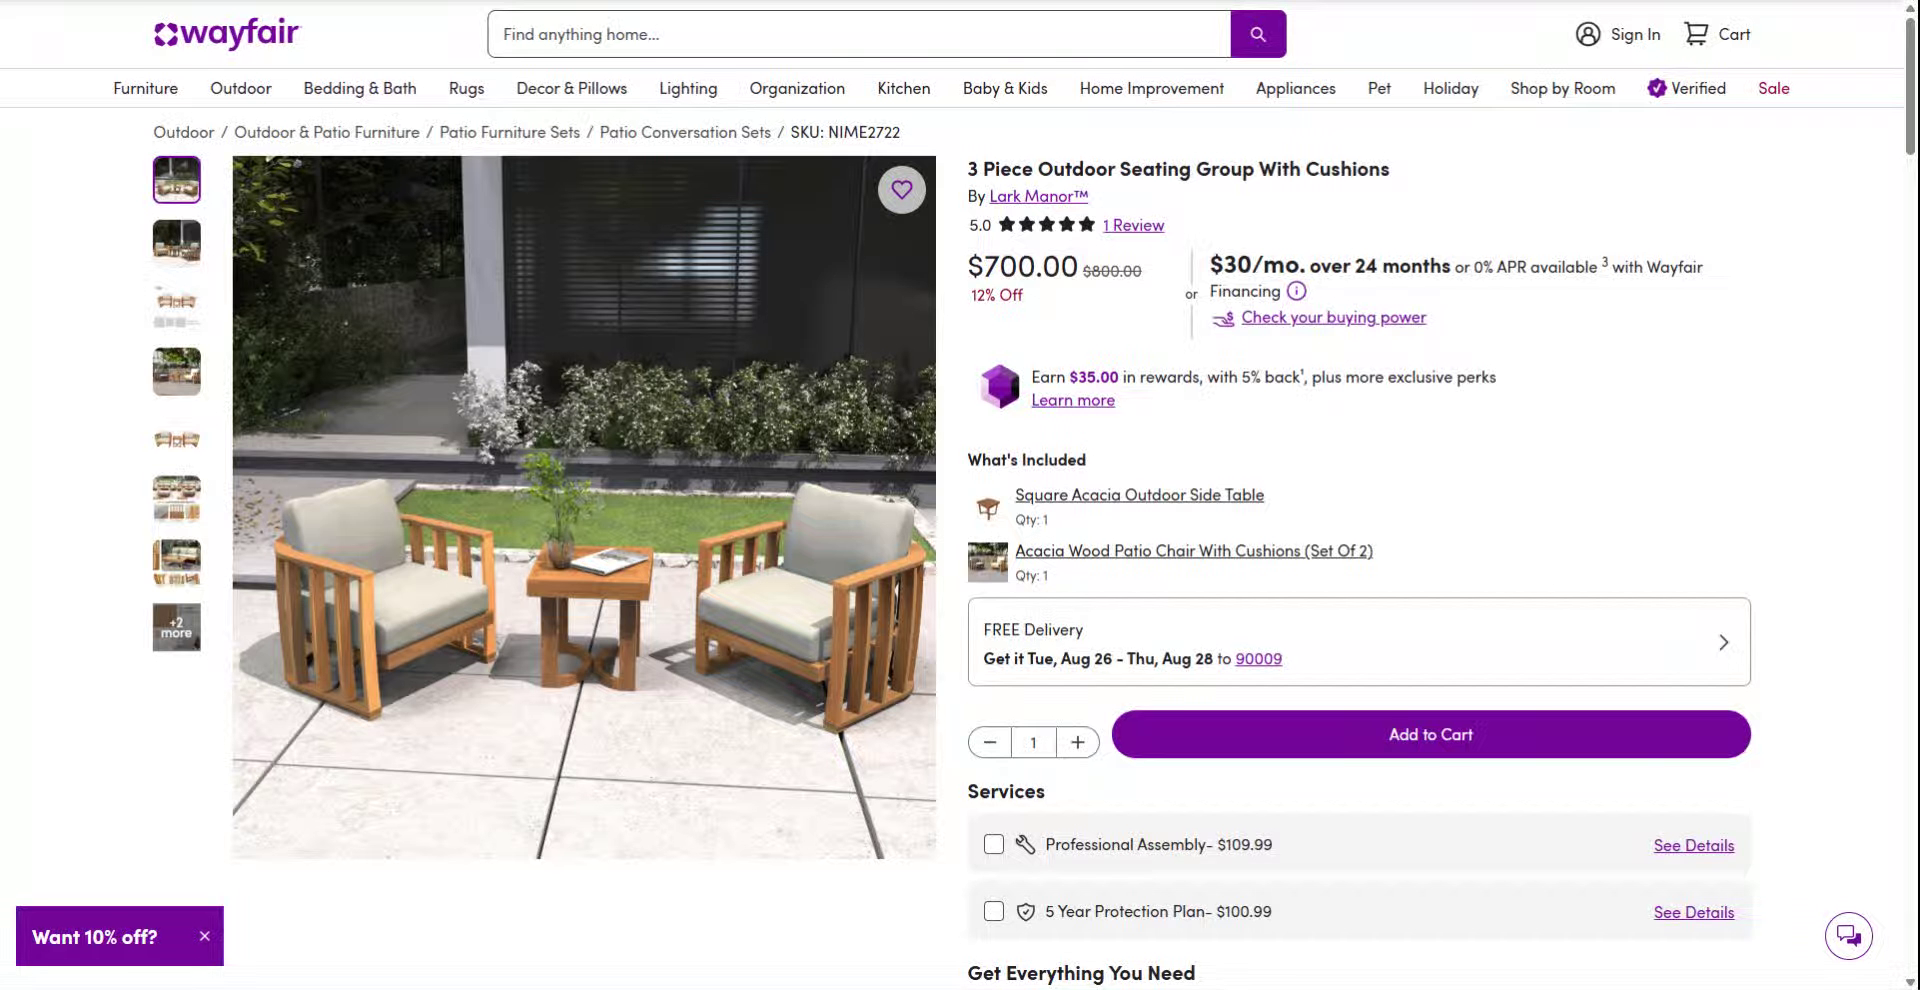 wayfair
Find anything home...
Sign In
Cart
Furniture
Outdoor
Bedding & Bath
Rugs
Decor & Pillows
Lighting
Organization
Kitchen
Baby & Kids
Home Improvement
Appliances
Pet
Holiday
Shop by Room
Verified
Sale
Outdoor / Outdoor & Patio Furniture / Patio Furniture Sets / Patio Conversation Sets / SKU: NIME2722
+2
more
3 Piece Outdoor Seating Group With Cushions
By Lark Manor™
5.0 1 Review
$700.00 $800.00
12% Off
or
$30/mo. over 24 months or 0% APR available 3 with Wayfair
Financing
Check your buying power
Earn $35.00 in rewards, with 5% back¹, plus more exclusive perks
Learn more
What's Included
Square Acacia Outdoor Side Table
Qty: 1
Acacia Wood Patio Chair With Cushions (Set Of 2)
Qty: 1
FREE Delivery
Get it Tue, Aug 26 - Thu, Aug 28 to 90009
1
Add to Cart
Services
Professional Assembly- $109.99
See Details
5 Year Protection Plan- $100.99
See Details
Get Everything You Need
Want 10% off?